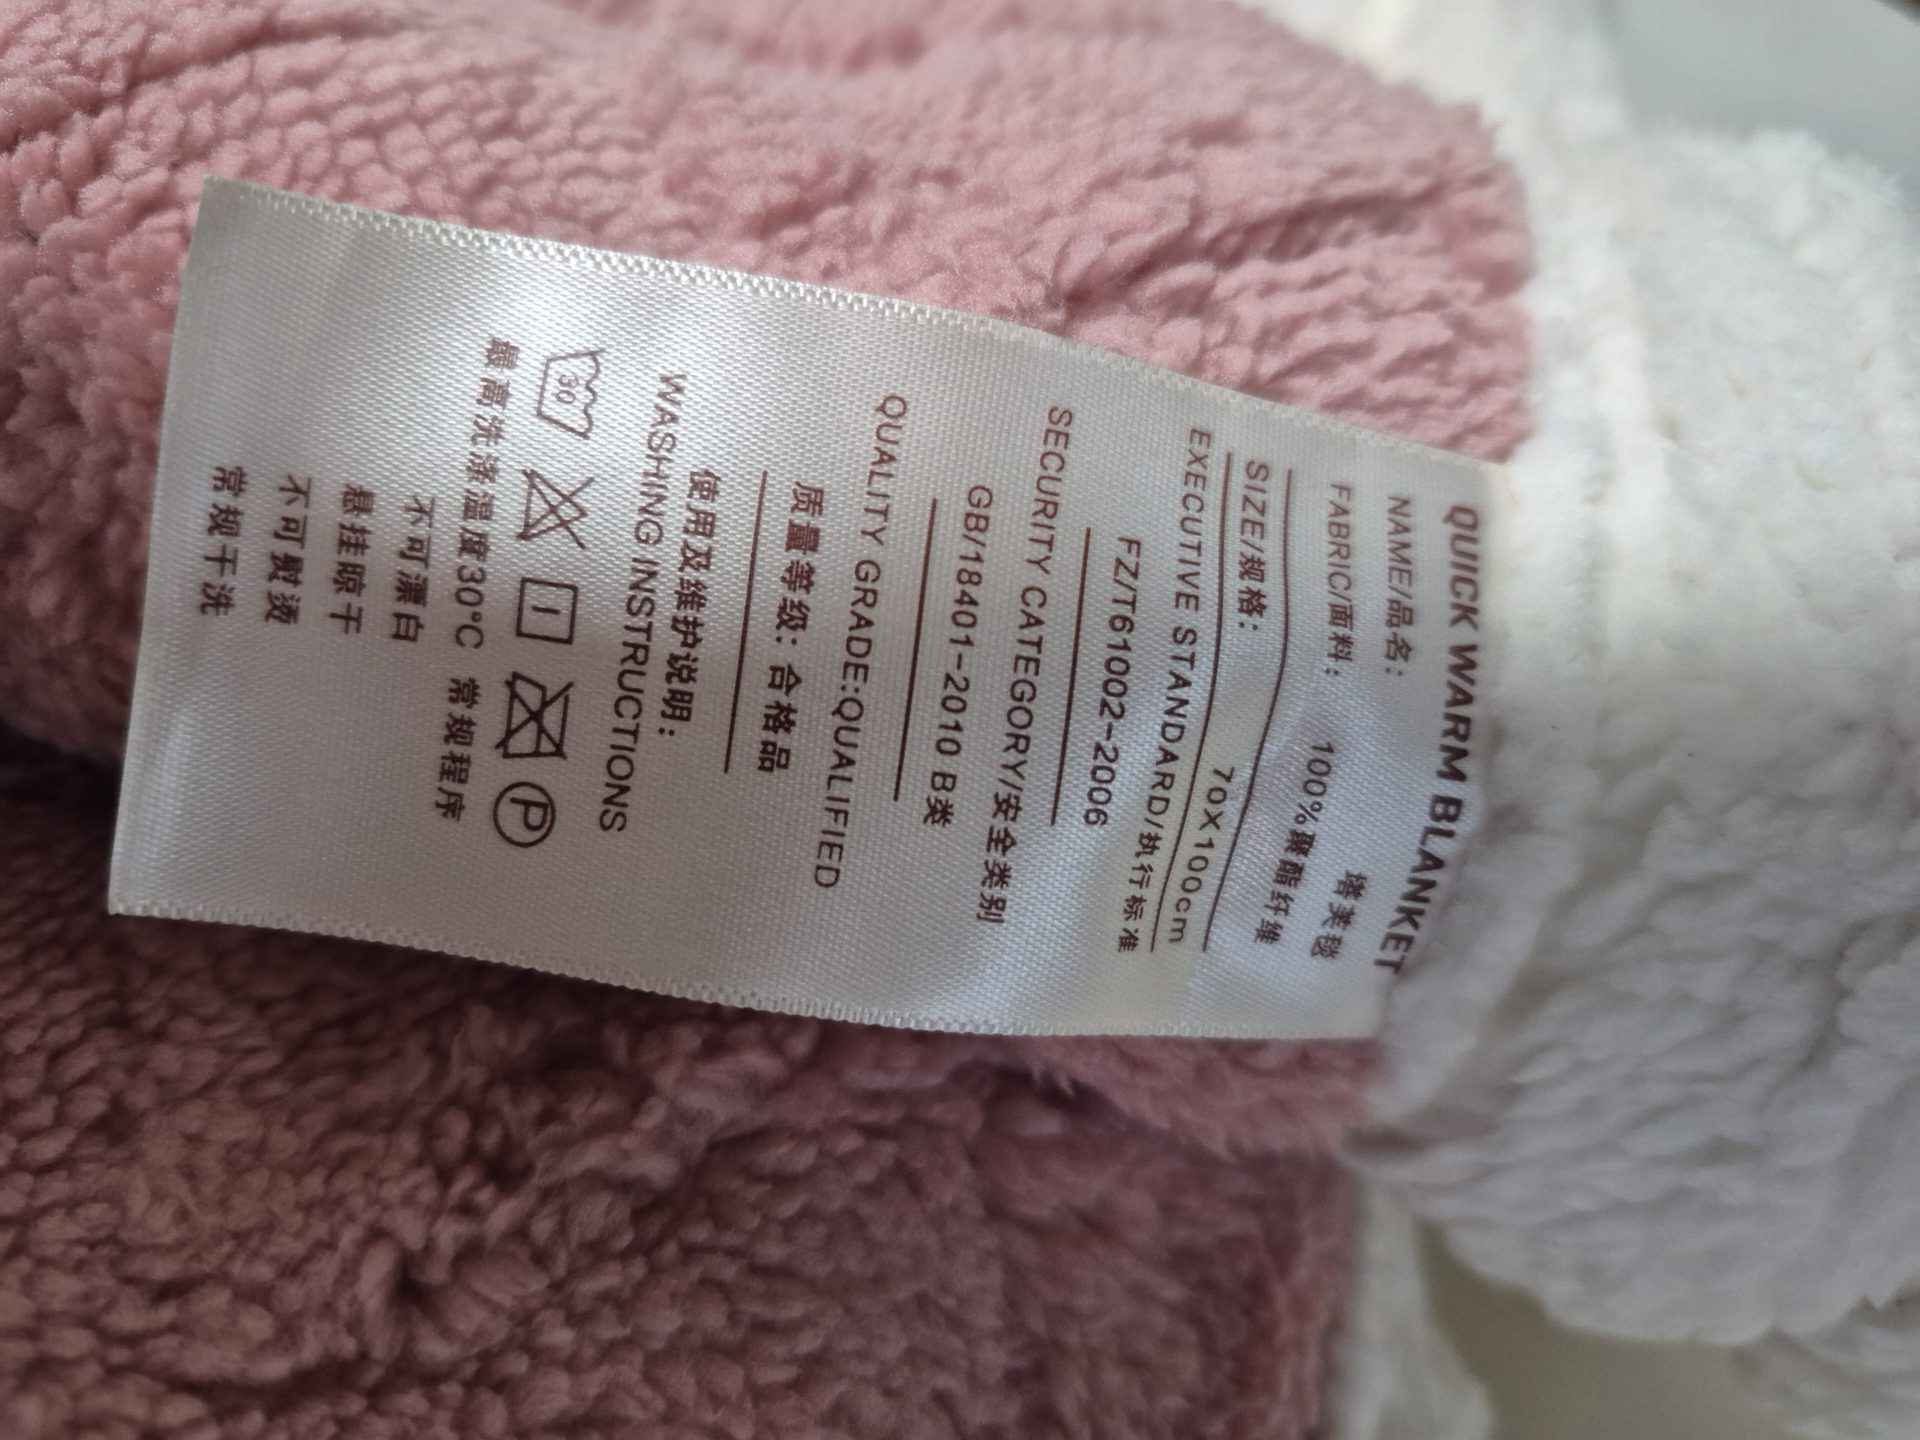 QUICK WARM BLANKET
NAME/品名: 增美毯
FABRIC/面料: 100%聚酯纤维
SIZE/规格: 70X100cm
EXECUTIVE STANDARD/执行标准
FZ/T61002-2006
SECURITY CATEGORY/安全类别
GB/18401-2010 B类
QUALITY GRADE:QUALIFIED
质量等级: 合格品
使用及维护说明:
WASHING INSTRUCTIONS
30 P
最高洗涤温度30°C 常规程序
不可漂白
悬挂晾干
不可熨烫
常规干洗